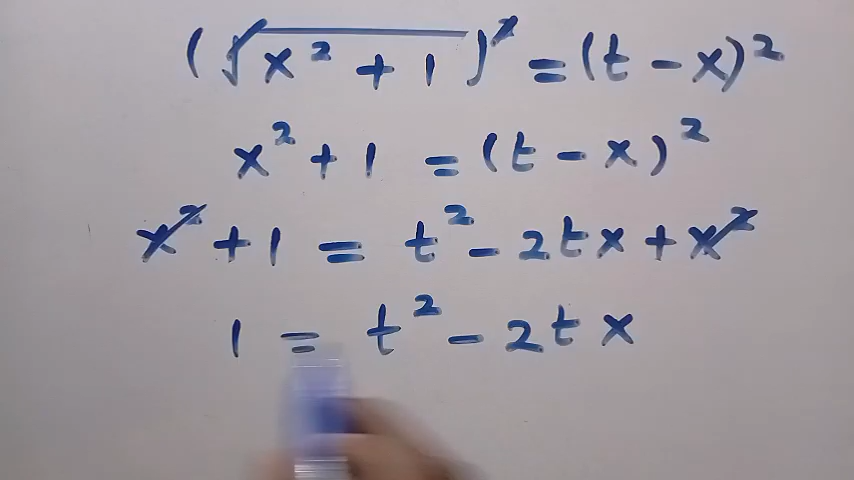 (√(x² + 1))² = (t - x)²
x² + 1 = (t - x)²
x² + 1 = t² - 2tx + x²
1 = t² - 2tx